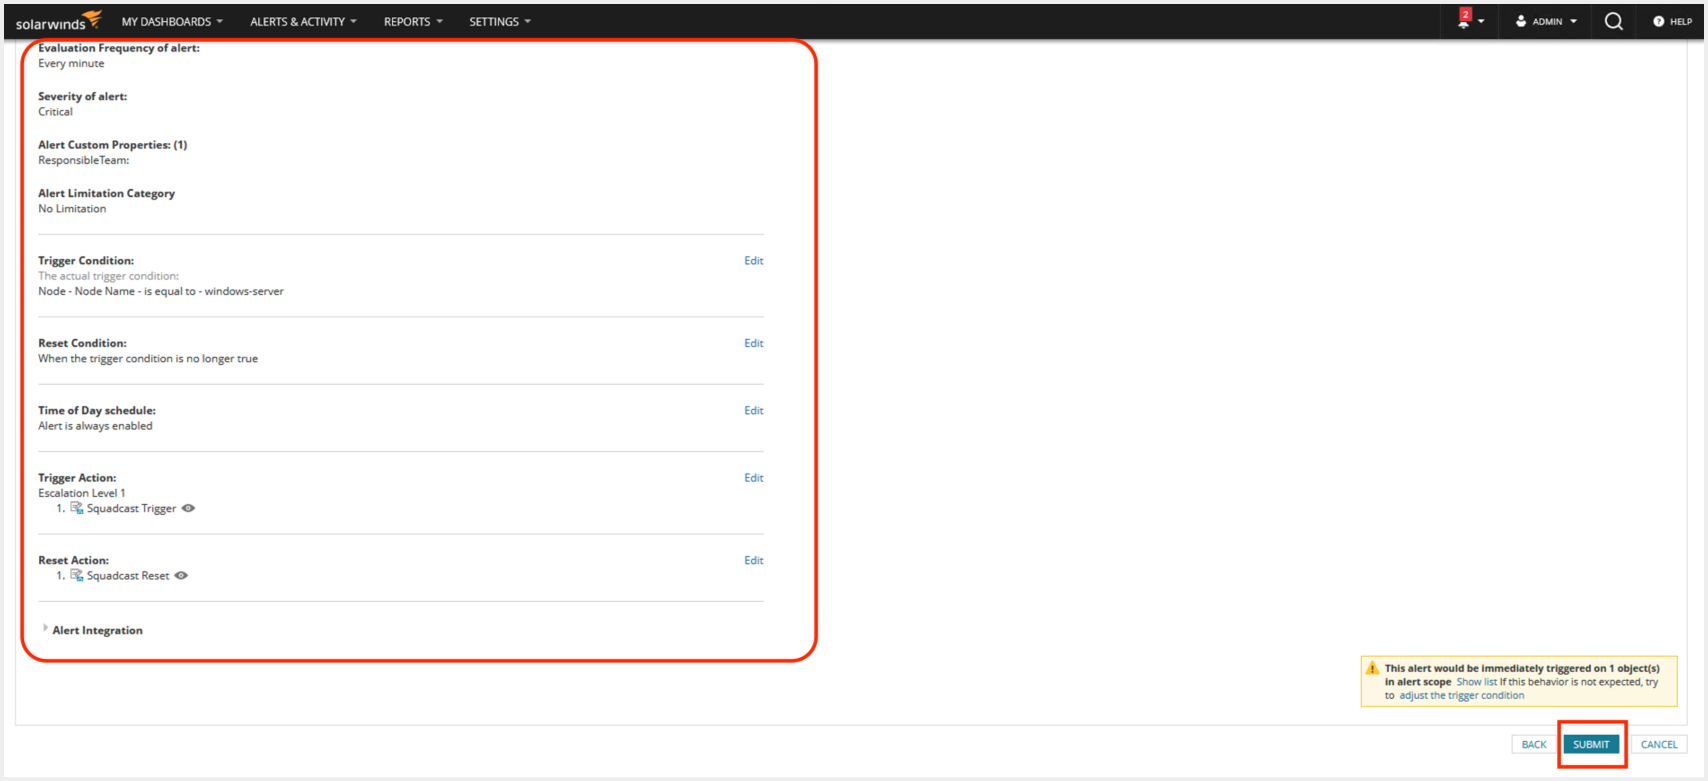 solarwinds MY DASHBOARDS ALERTS & ACTIVITY REPORTS SETTINGS 2 ADMIN ? HELP
Evaluation Frequency of alert:
Every minute
Severity of alert:
Critical
Alert Custom Properties: (1)
ResponsibleTeam:
Alert Limitation Category
No Limitation
Trigger Condition: Edit
The actual trigger condition:
Node - Node Name - is equal to - windows-server
Reset Condition: Edit
When the trigger condition is no longer true
Time of Day schedule: Edit
Alert is always enabled
Trigger Action: Edit
Escalation Level 1
1. Squadcast Trigger
Reset Action: Edit
1. Squadcast Reset
Alert Integration
This alert would be immediately triggered on 1 object(s)
in alert scope Show list If this behavior is not expected, try
to adjust the trigger condition
BACK SUBMIT CANCEL